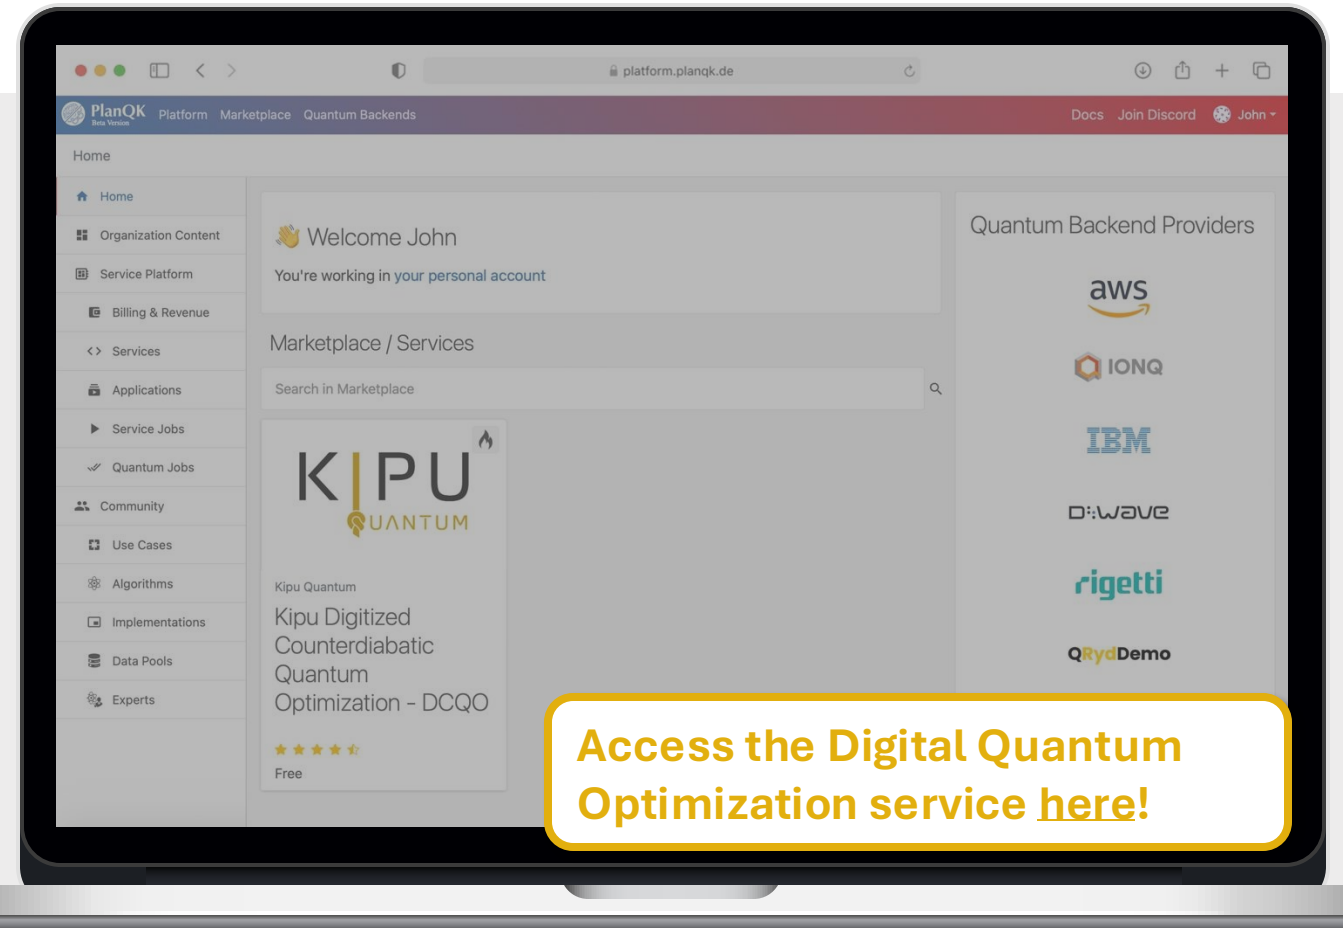 platform.planqk.de
PlanQK
Beta Version
Platform Marketplace Quantum Backends
Docs Join Discord John
Home
Home
Organization Content
Service Platform
Billing & Revenue
Services
Applications
Service Jobs
Quantum Jobs
Community
Use Cases
Algorithms
Implementations
Data Pools
Experts
👋 Welcome John
You're working in your personal account
Marketplace / Services
Search in Marketplace
KIPU
QUANTUM
Kipu Quantum
Kipu Digitized
Counterdiabatic
Quantum
Optimization - DCQO
Free
Quantum Backend Providers
aws
IONQ
IBM
D:wave
rigetti
QRydDemo
Access the Digital Quantum
Optimization service here!